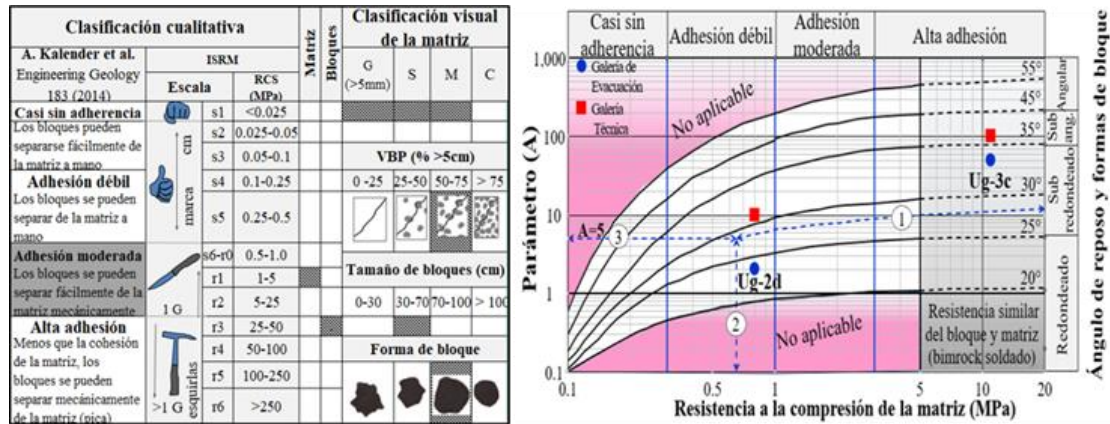 Clasificación cualitativa
Clasificación visual
de la matriz
A. Kalender et al.
Engineering Geology
183 (2014)
ISRM
Escala
RCS
(MPa)
Matriz
Bloques
G
(>5mm)
S
M
C
Casi sin adherencia
Los bloques pueden
separarse fácilmente de
la matriz a mano
Adhesión débil
Los bloques se pueden
separar de la matriz a
mano
Adhesión moderada
Los bloques se pueden
separar fácilmente de la
matriz mecánicamente
Alta adhesión
Menos que la cohesión
de la matriz, los
bloques se pueden
separar mecánicamente
de la matriz (pica)
cm
marca
1 G
>1 G
esquirlas
s1 <0.025
s2 0.025-0.05
s3 0.05-0.1
s4 0.1-0.25
s5 0.25-0.5
s6-r0 0.5-1.0
r1 1-5
r2 5-25
r3 25-50
r4 50-100
r5 100-250
r6 >250
VBP (% >5cm)
0 -25 25-50 50-75 > 75
Tamaño de bloques (cm)
0-30 30-70 70-100 > 100
Forma de bloque
Casi sin
adherencia
Adhesión débil
Adhesión
moderada
Alta adhesión
Galería de
Evacuación
Galería
Técnica
No aplicable
No aplicable
Ug-3c
Ug-2d
A=5
1
2
3
55°
45°
35°
30°
25°
20°
Angular
Sub
ang.
Sub
redondeado
Redondeado
Resistencia similar
del bloque y matriz
(bimrock soldado)
Parámetro (A)
1.000
100
10
1
0.1
0.1 0.5 1 5 10 20
Resistencia a la compresión de la matriz (MPa)
Ángulo de reposo y formas de bloque